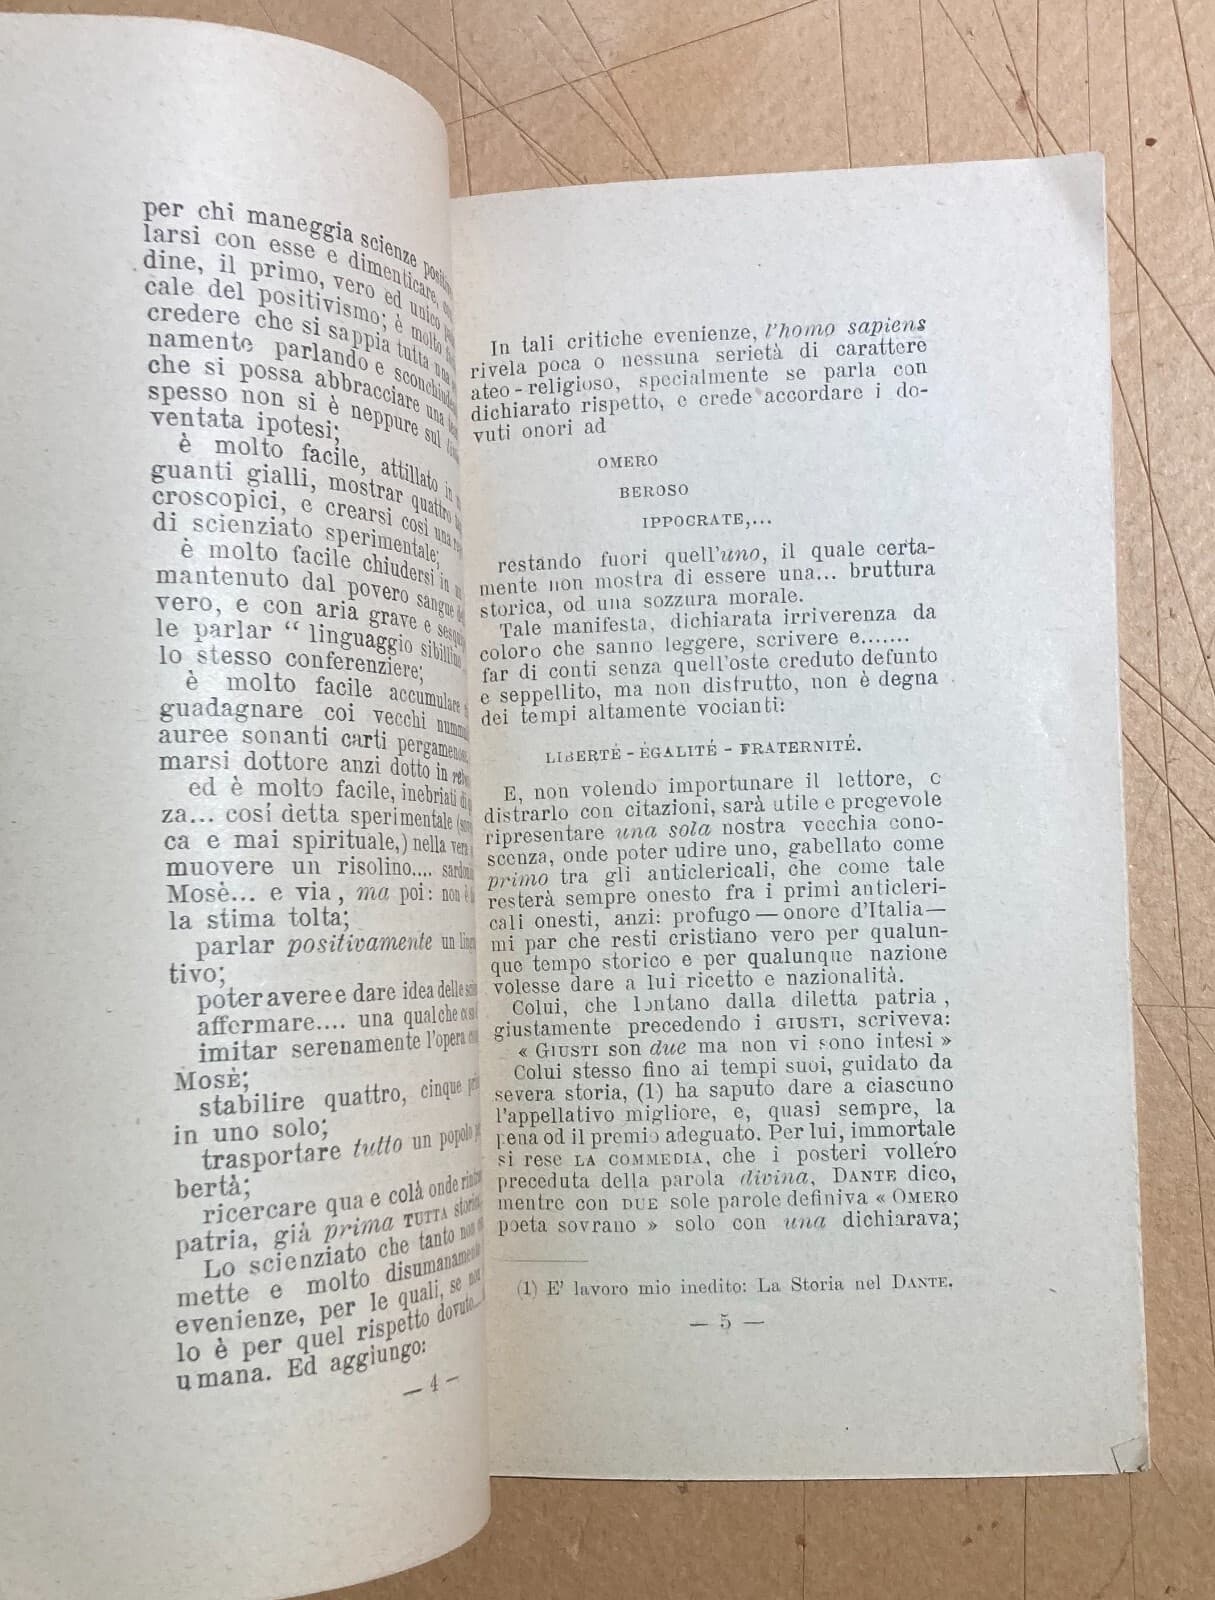 per chi maneggia scienze
larsi con esse e dimenticare,
dine, il primo, vero ed unico
cale del positivismo; è molto
credere che si sappia tutta una
namente parlando e
che si possa abbracciare una
spesso non si è neppure sul
ventata ipotesi;
è molto facile, attillato in
guanti gialli, mostrar quattro
croscopici, e crearsi così una
di scienziato sperimentale;
è molto facile chiudersi in
mantenuto dal povero sangue
vero, e con aria grave e
le parlar “ linguaggio
lo stesso conferenziere;
è molto facile accumulare
guadagnare coi vecchi
auree sonanti carti
marsi dottore anzi dotto in
ed è molto facile, inebriati di
za... cosí detta sperimentale
ca e mai spirituale,) nella vera
muovere un risolino....
Mosè... e via, ma poi: non è
la stima tolta;
parlar positivamente un
tivo;
poter avere e dare idea delle
affermare.... una qualche
imitar serenamente l'opera
MOSÈ;
stabilire quattro, cinque
in uno solo;
trasportare tutto un popolo
bertà;
ricercare qua e colà onde
patria, già prima TUTTA
Lo scienziato che tanto non
mette e molto disumanamente
evenienze, per le quali, se non
lo è per quel rispetto dovuto
umana. Ed aggiungo:
— 4 —
In tali critiche evenienze, l'homo sapiens
rivela poca o nessuna serietà di carattere
ateo-religioso, specialmente se parla con
dichiarato rispetto, e crede accordare i do-
vuti onori ad
OMERO
BEROSO
IPPOCRATE,...
restando fuori quell'uno, il quale certa-
mente non mostra di essere una... bruttura
storica, od una sozzura morale.
Tale manifesta, dichiarata irriverenza da
coloro che sanno leggere, scrivere e.......
far di conti senza quell'oste creduto defunto
e seppellito, ma non distrutto, non è degna
dei tempi altamente vocianti:
LIBERTÉ - ÉGALITÉ - FRATERNITÉ.
E, non volendo importunare il lettore, o
distrarlo con citazioni, sarà utile e pregevole
ripresentare una sola nostra vecchia cono-
scenza, onde poter udire uno, gabellato come
primo tra gli anticlericali, che come tale
resterà sempre onesto fra i primi anticleri-
cali onesti, anzi: profugo — onore d'Italia —
mi par che resti cristiano vero per qualun-
que tempo storico e per qualunque nazione
volesse dare a lui ricetto e nazionalità.
Colui, che lontano dalla diletta patria,
giustamente precedendo i GIUSTI, scriveva:
« GIUSTI son due ma non vi sono intesi »
Colui stesso fino ai tempi suoi, guidato da
severa storia, (1) ha saputo dare a ciascuno
l'appellativo migliore, e, quasi sempre, la
pena od il premio adeguato. Per lui, immortale
si rese LA COMMEDIA, che i posteri vollero
preceduta della parola divina, DANTE dico,
mentre con DUE sole parole definiva « OMERO
poeta sovrano » solo con una dichiarava;
(1) E' lavoro mio inedito: La Storia nel DANTE.
— 5 —